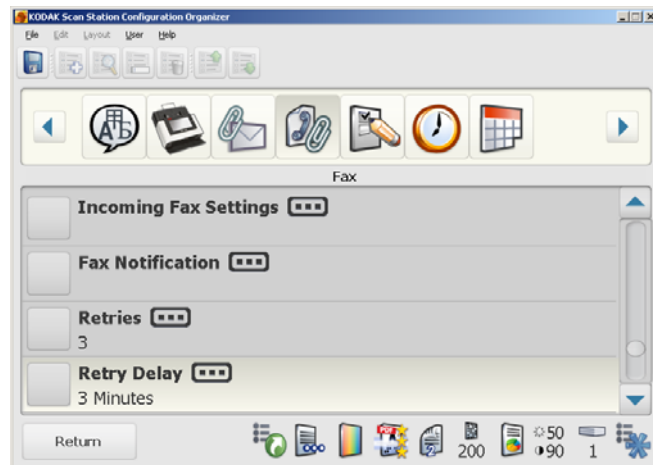 KODAK Scan Station Configuration Organizer
File Edit Layout User Help
Fax
Incoming Fax Settings
Fax Notification
Retries
3
Retry Delay
3 Minutes
Return
200
50
90
1